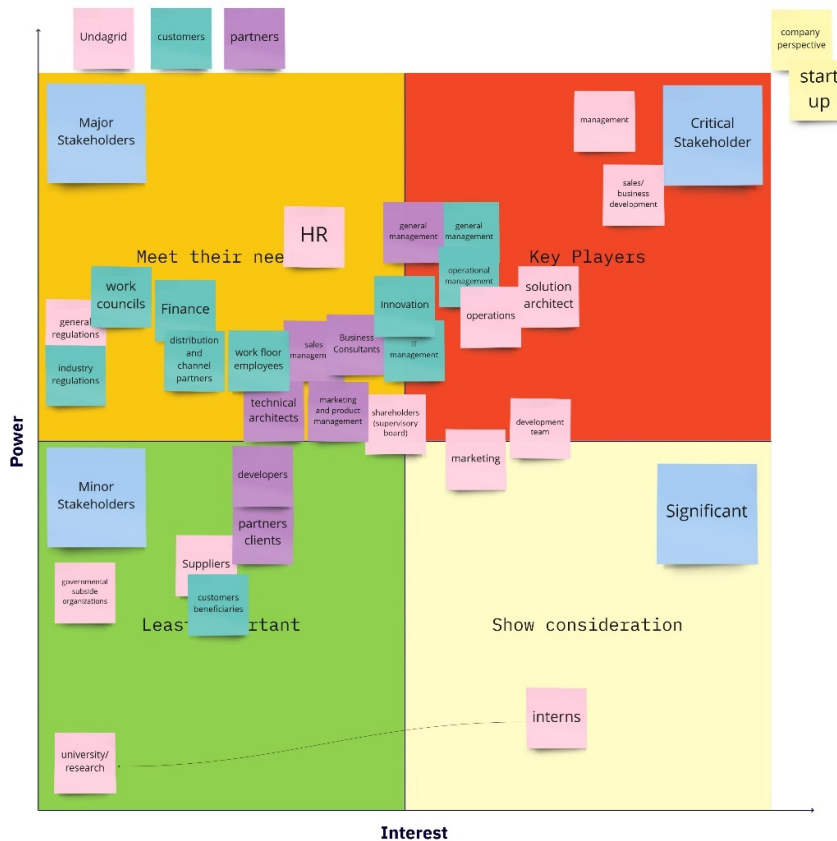 Undagrid
customers
partners
company
perspective
start
up
Major
Stakeholders
management
Critical
Stakeholder
sales/
business
development
HR
general
management
general
management
Meet their nee
Key Players
operational
management
work
councils
Finance
Innovation
solution
architect
operations
general
regulations
industry
regulations
distribution
and
channel
partners
work floor
employees
sales
managem
Business
Consultants
IT
management
technical
architects
marketing
and product
management
shareholders
(supervisory
board)
development
team
marketing
Power
Minor
Stakeholders
developers
partners
clients
Significant
Suppliers
governmental
subside
organizations
customers
beneficiaries
Leas
rtant
Show consideration
interns
university/
research
Interest